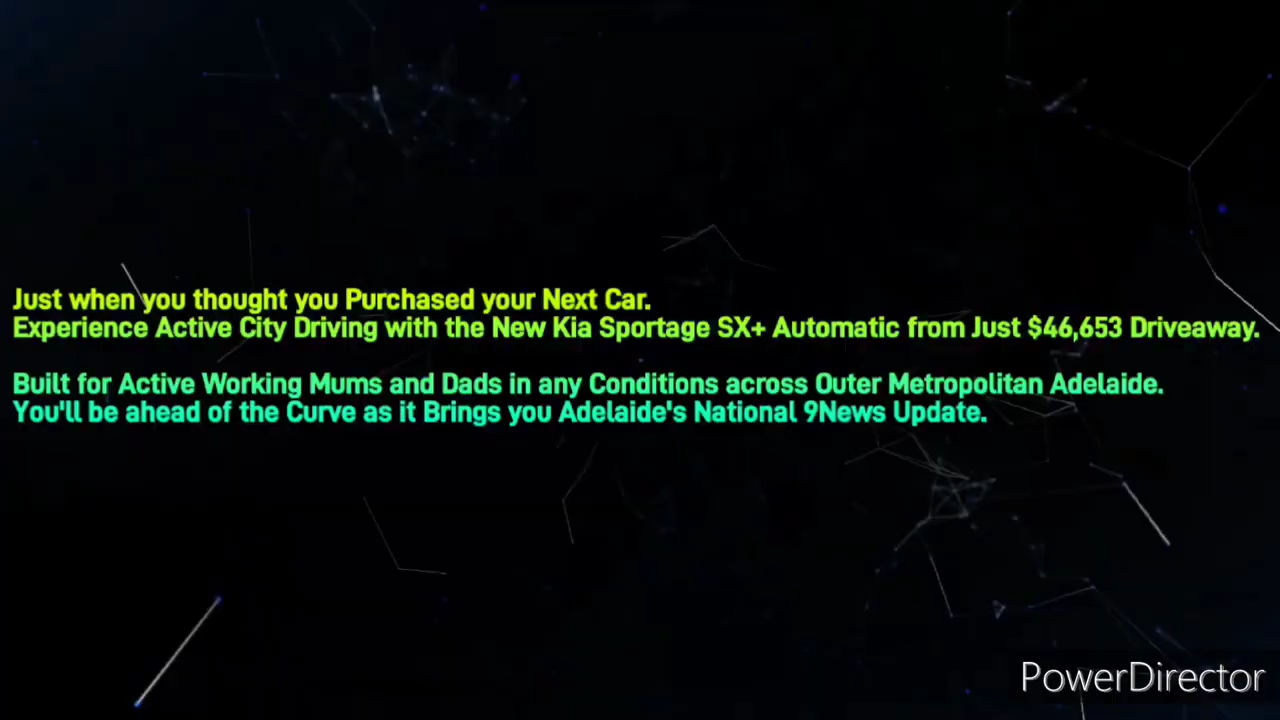 Just when you thought you Purchased your Next Car.
Experience Active City Driving with the New Kia Sportage SX+ Automatic from Just $46,653 Driveaway.
Built for Active Working Mums and Dads in any Conditions across Outer Metropolitan Adelaide.
You'll be ahead of the Curve as it Brings you Adelaide's National 9News Update.
PowerDirector